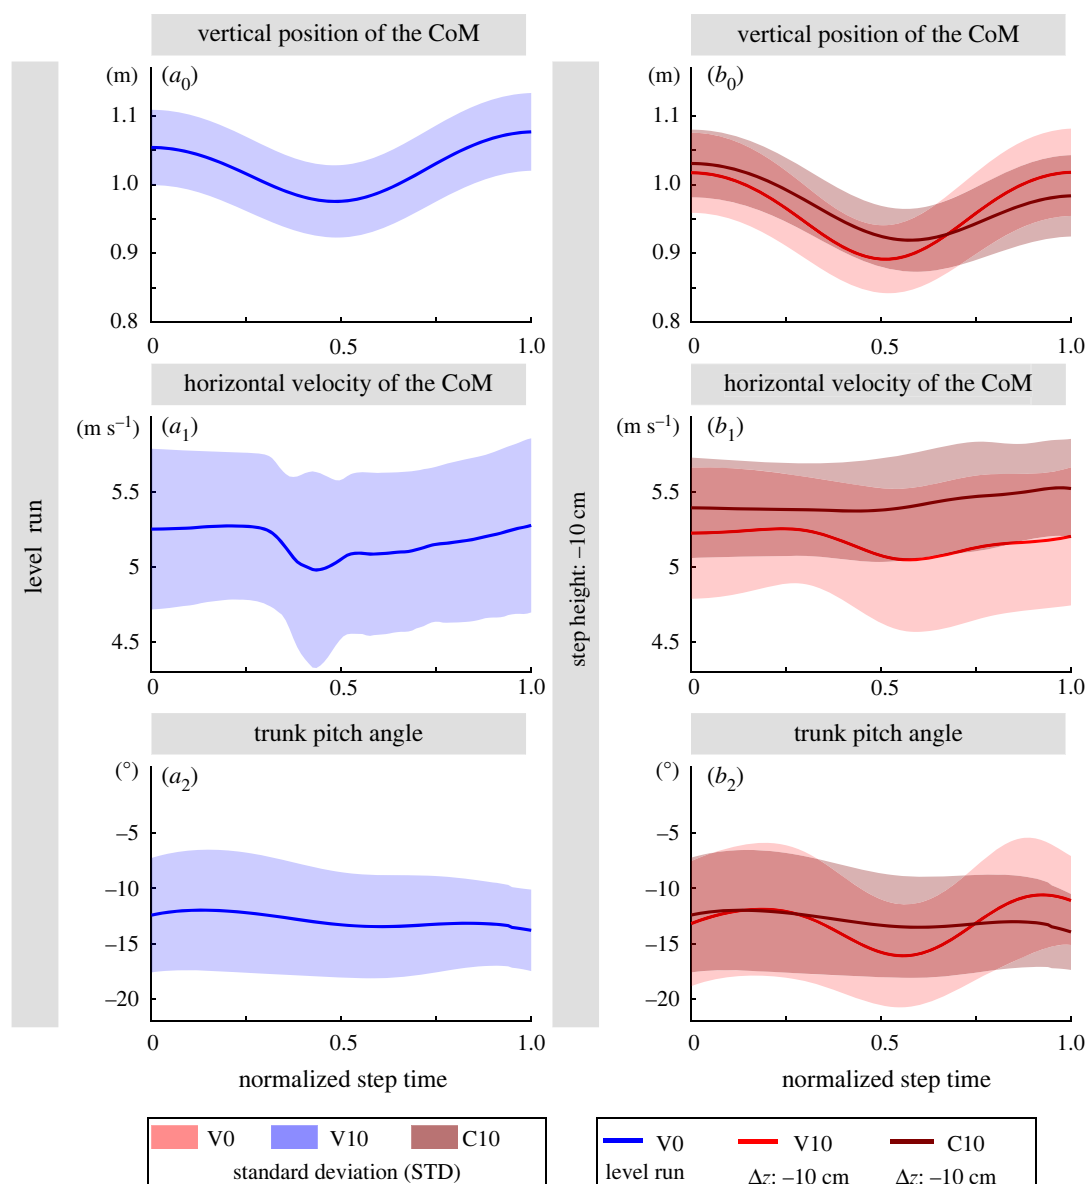 vertical position of the CoM
vertical position of the CoM
level run
step height: –10 cm
(m) (a0)
1.1
1.0
0.9
0.8
0 0.5 1.0
(m) (b0)
1.1
1.0
0.9
0.8
0 0.5 1.0
horizontal velocity of the CoM
horizontal velocity of the CoM
(m s–1) (a1)
5.5
5
4.5
0 0.5 1.0
(m s–1) (b1)
5.5
5
4.5
0 0.5 1.0
trunk pitch angle
trunk pitch angle
(°) (a2)
–5
–10
–15
–20
0 0.5 1.0
normalized step time
(°) (b2)
–5
–10
–15
–20
0 0.5 1.0
normalized step time
V0 V10 C10
standard deviation (STD)
V0 V10 C10
level run Δz: –10 cm Δz: –10 cm